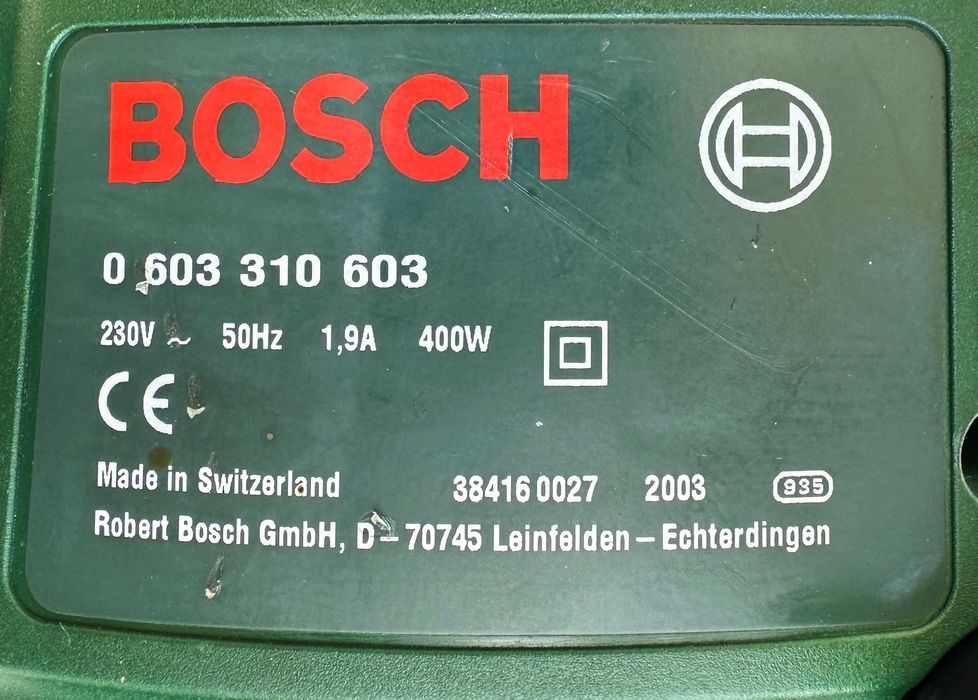 BOSCH
0 603 310 603
230V ~ 50Hz 1,9A 400W
CE
Made in Switzerland 38416 0027 2003 935
Robert Bosch GmbH, D–70745 Leinfelden – Echterdingen